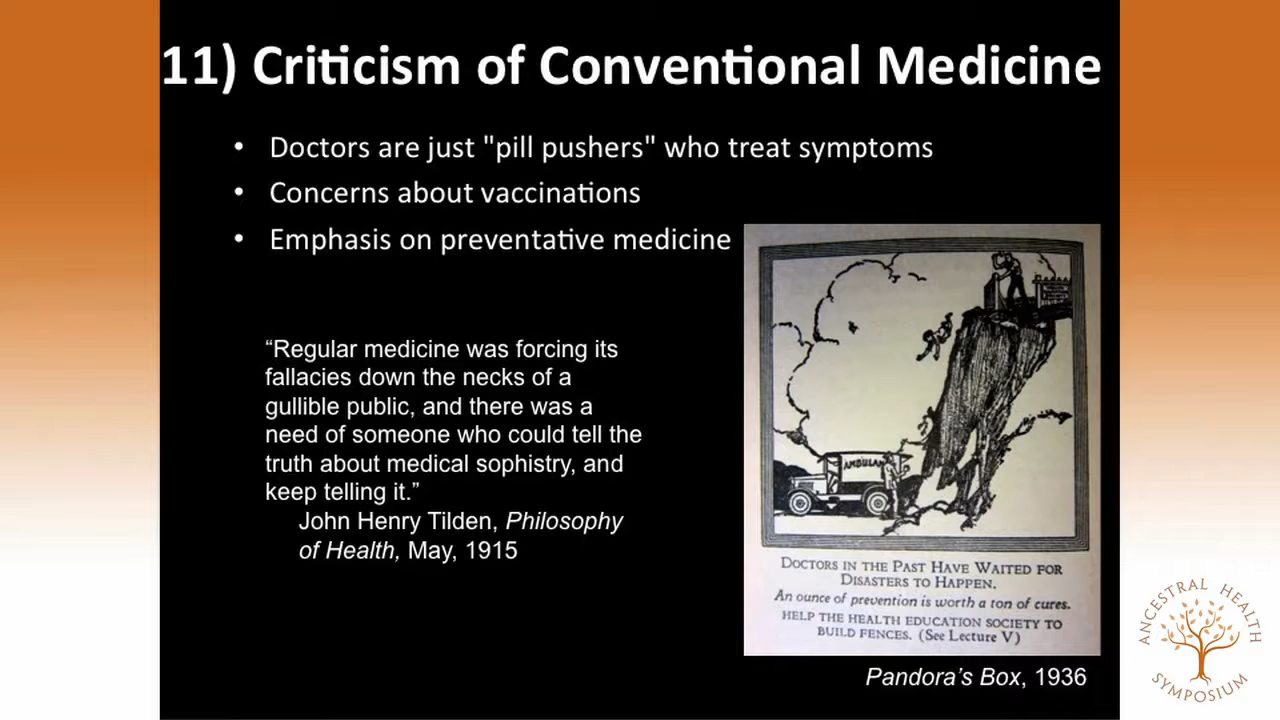 11) Criticism of Conventional Medicine
• Doctors are just "pill pushers" who treat symptoms
• Concerns about vaccinations
• Emphasis on preventative medicine
“Regular medicine was forcing its
fallacies down the necks of a
gullible public, and there was a
need of someone who could tell the
truth about medical sophistry, and
keep telling it.”
John Henry Tilden, Philosophy
of Health, May, 1915
AMBULAN
DOCTORS IN THE PAST HAVE WAITED FOR
DISASTERS TO HAPPEN.
An ounce of prevention is worth a ton of cures.
HELP THE HEALTH EDUCATION SOCIETY TO
BUILD FENCES. (See Lecture V)
Pandora’s Box, 1936
ANCESTRAL HEALTH
SYMPOSIUM